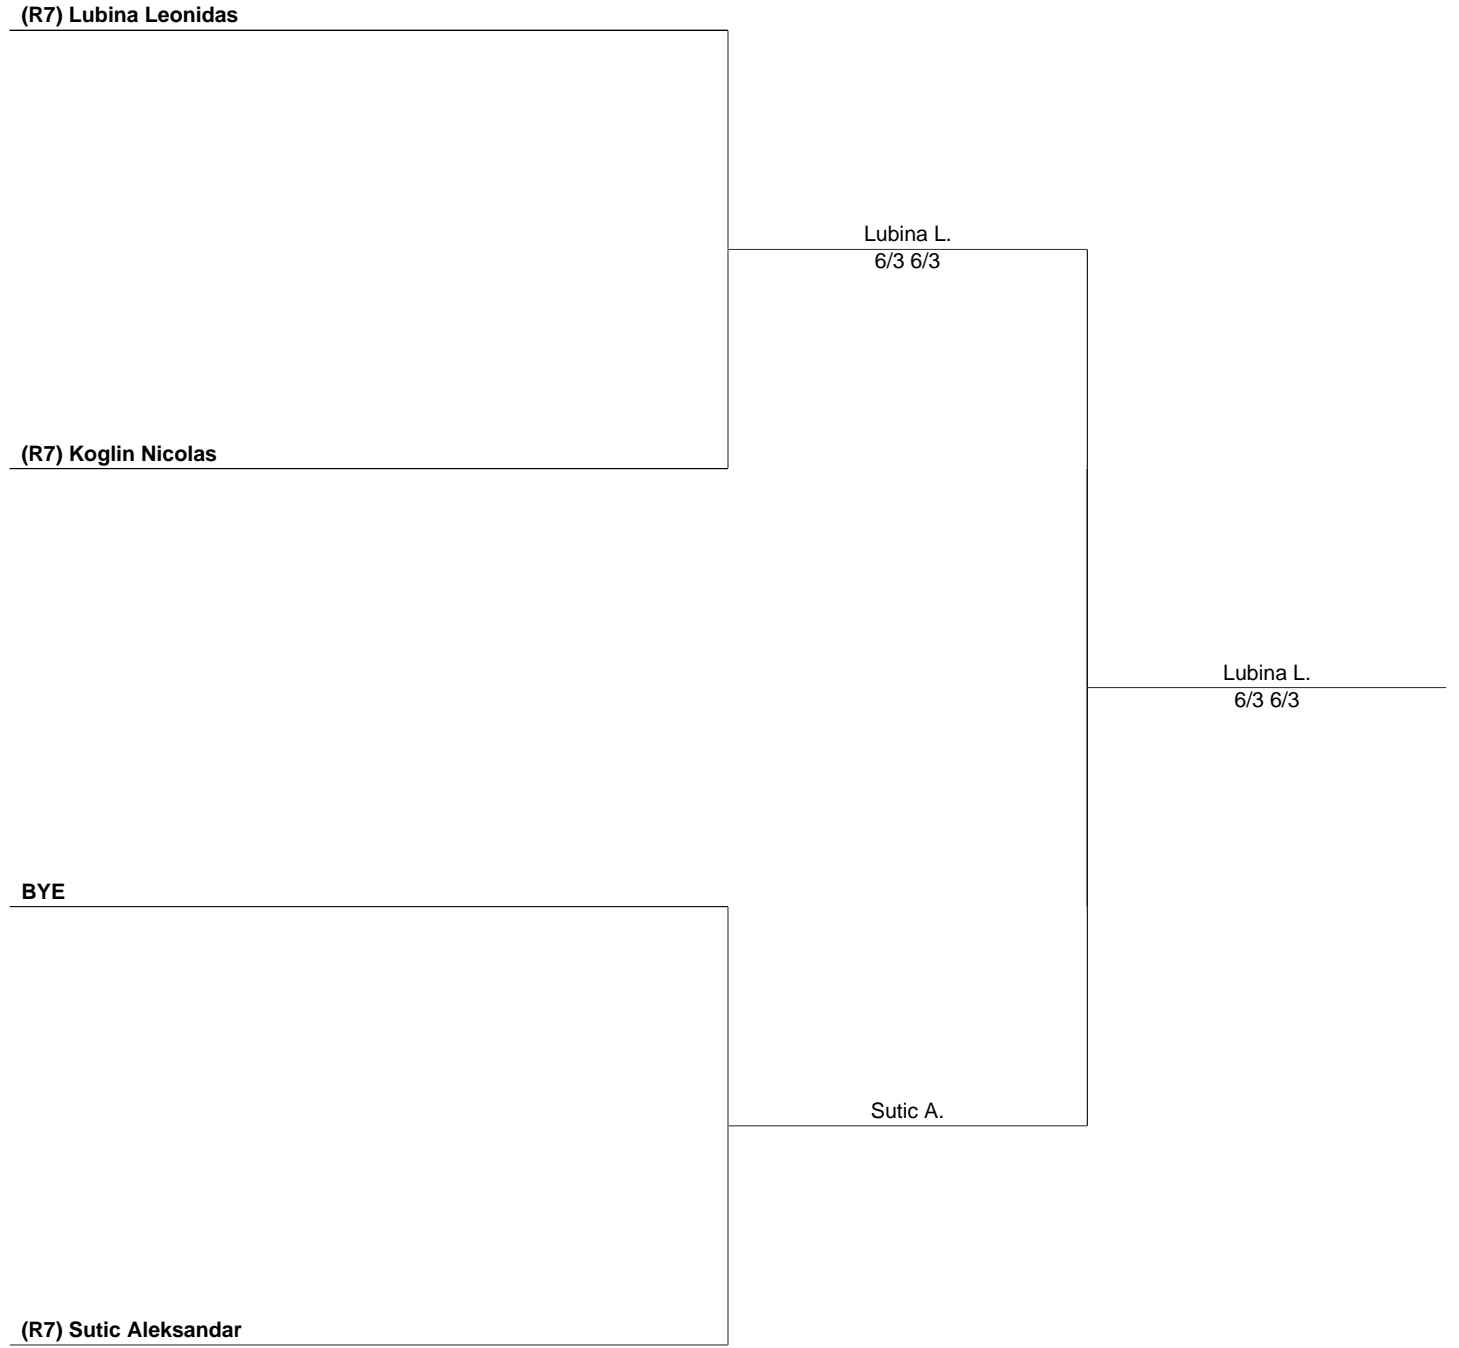 (R7) Lubina Leonidas
Lubina L.
6/3 6/3
(R7) Koglin Nicolas
Lubina L.
6/3 6/3
BYE
Sutic A.
(R7) Sutic Aleksandar